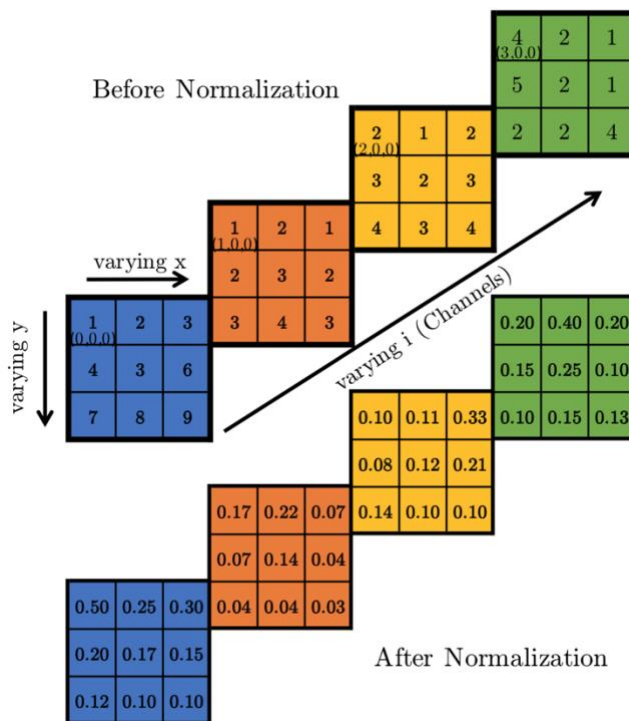 4 2 1
(3,0,0)
5 2 1
2 2 4
Before Normalization
2 1 2
(2,0,0)
3 2 3
4 3 4
1 2 1
(1,0,0)
2 3 2
3 4 3
varying x
varying y
1 2 3
(0,0,0)
4 3 6
7 8 9
varying i (Channels)
0.20 0.40 0.20
0.15 0.25 0.10
0.10 0.15 0.13
0.10 0.11 0.33
0.08 0.12 0.21
0.14 0.10 0.10
0.17 0.22 0.07
0.07 0.14 0.04
0.04 0.04 0.03
0.50 0.25 0.30
0.20 0.17 0.15
0.12 0.10 0.10
After Normalization